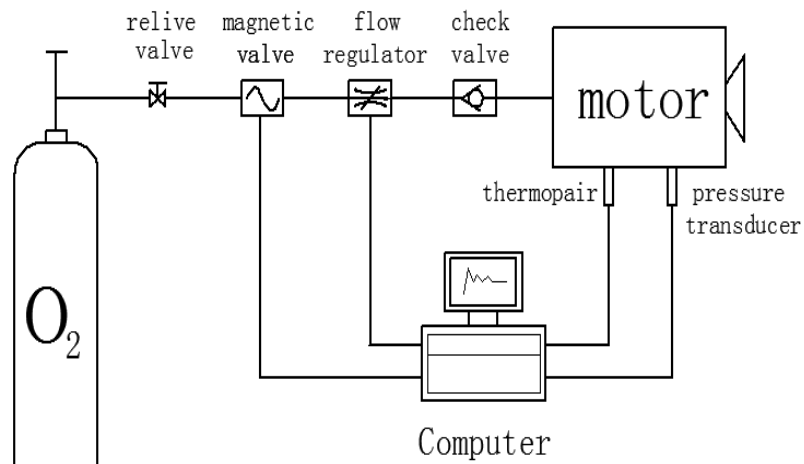 relive
valve
magnetic
valve
flow
regulator
check
valve
motor
thermopair
pressure
transducer
O₂
Computer